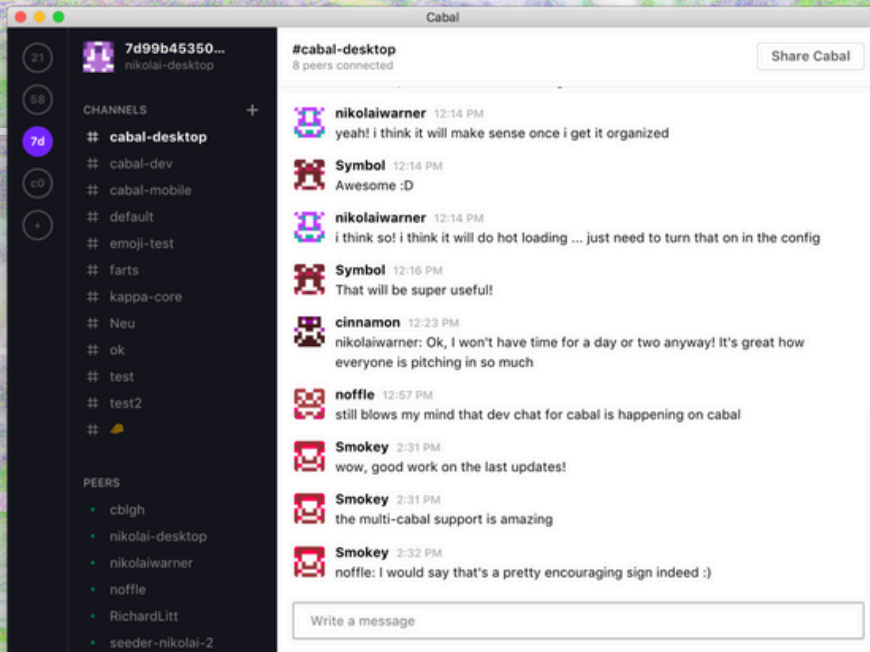 Cabal
21
58
7d
c0
+
7d99b45350...
nikolai-desktop
CHANNELS +
# cabal-desktop
# cabal-dev
# cabal-mobile
# default
# emoji-test
# farts
# kappa-core
# Neu
# ok
# test
# test2
#
PEERS
• cblgh
• nikolai-desktop
• nikolaiwarner
• noffle
• RichardLitt
• seeder-nikolai-2
#cabal-desktop
8 peers connected
Share Cabal
nikolaiwarner 12:14 PM
yeah! i think it will make sense once i get it organized
Symbol 12:14 PM
Awesome :D
nikolaiwarner 12:14 PM
i think so! i think it will do hot loading ... just need to turn that on in the config
Symbol 12:16 PM
That will be super useful!
cinnamon 12:23 PM
nikolaiwarner: Ok, I won't have time for a day or two anyway! It's great how
everyone is pitching in so much
noffle 12:57 PM
still blows my mind that dev chat for cabal is happening on cabal
Smokey 2:31 PM
wow, good work on the last updates!
Smokey 2:31 PM
the multi-cabal support is amazing
Smokey 2:32 PM
noffle: I would say that's a pretty encouraging sign indeed :)
Write a message